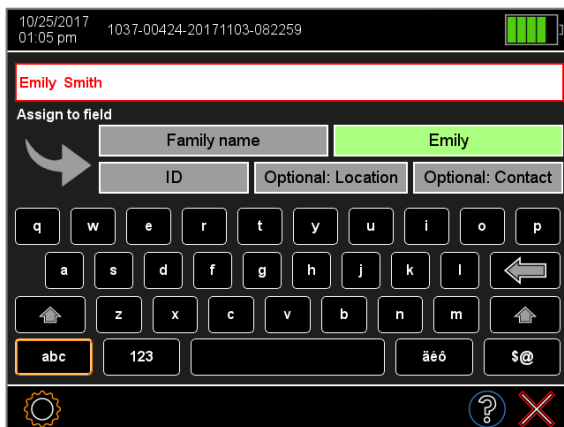 10/25/2017
01:05 pm
1037-00424-20171103-082259
Emily Smith
Assign to field
Family name
Emily
ID
Optional: Location
Optional: Contact
q w e r t y u i o p
a s d f g h j k l
z x c v b n m
abc 123 äéô $@
?